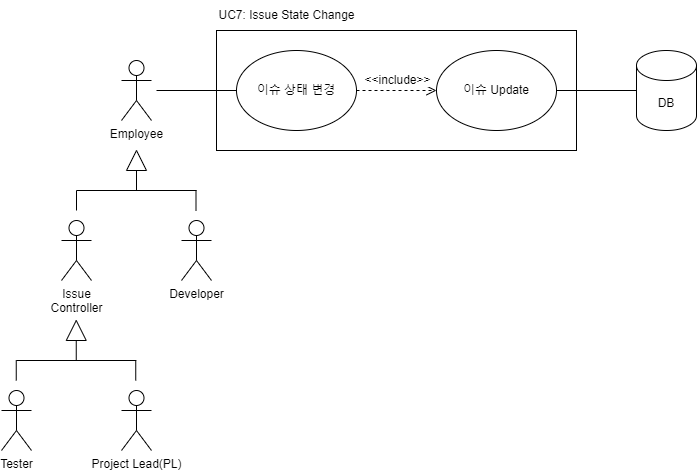 UC7: Issue State Change
이슈 상태 변경
<<include>>
이슈 Update
DB
Employee
Issue
Controller
Developer
Tester
Project Lead(PL)